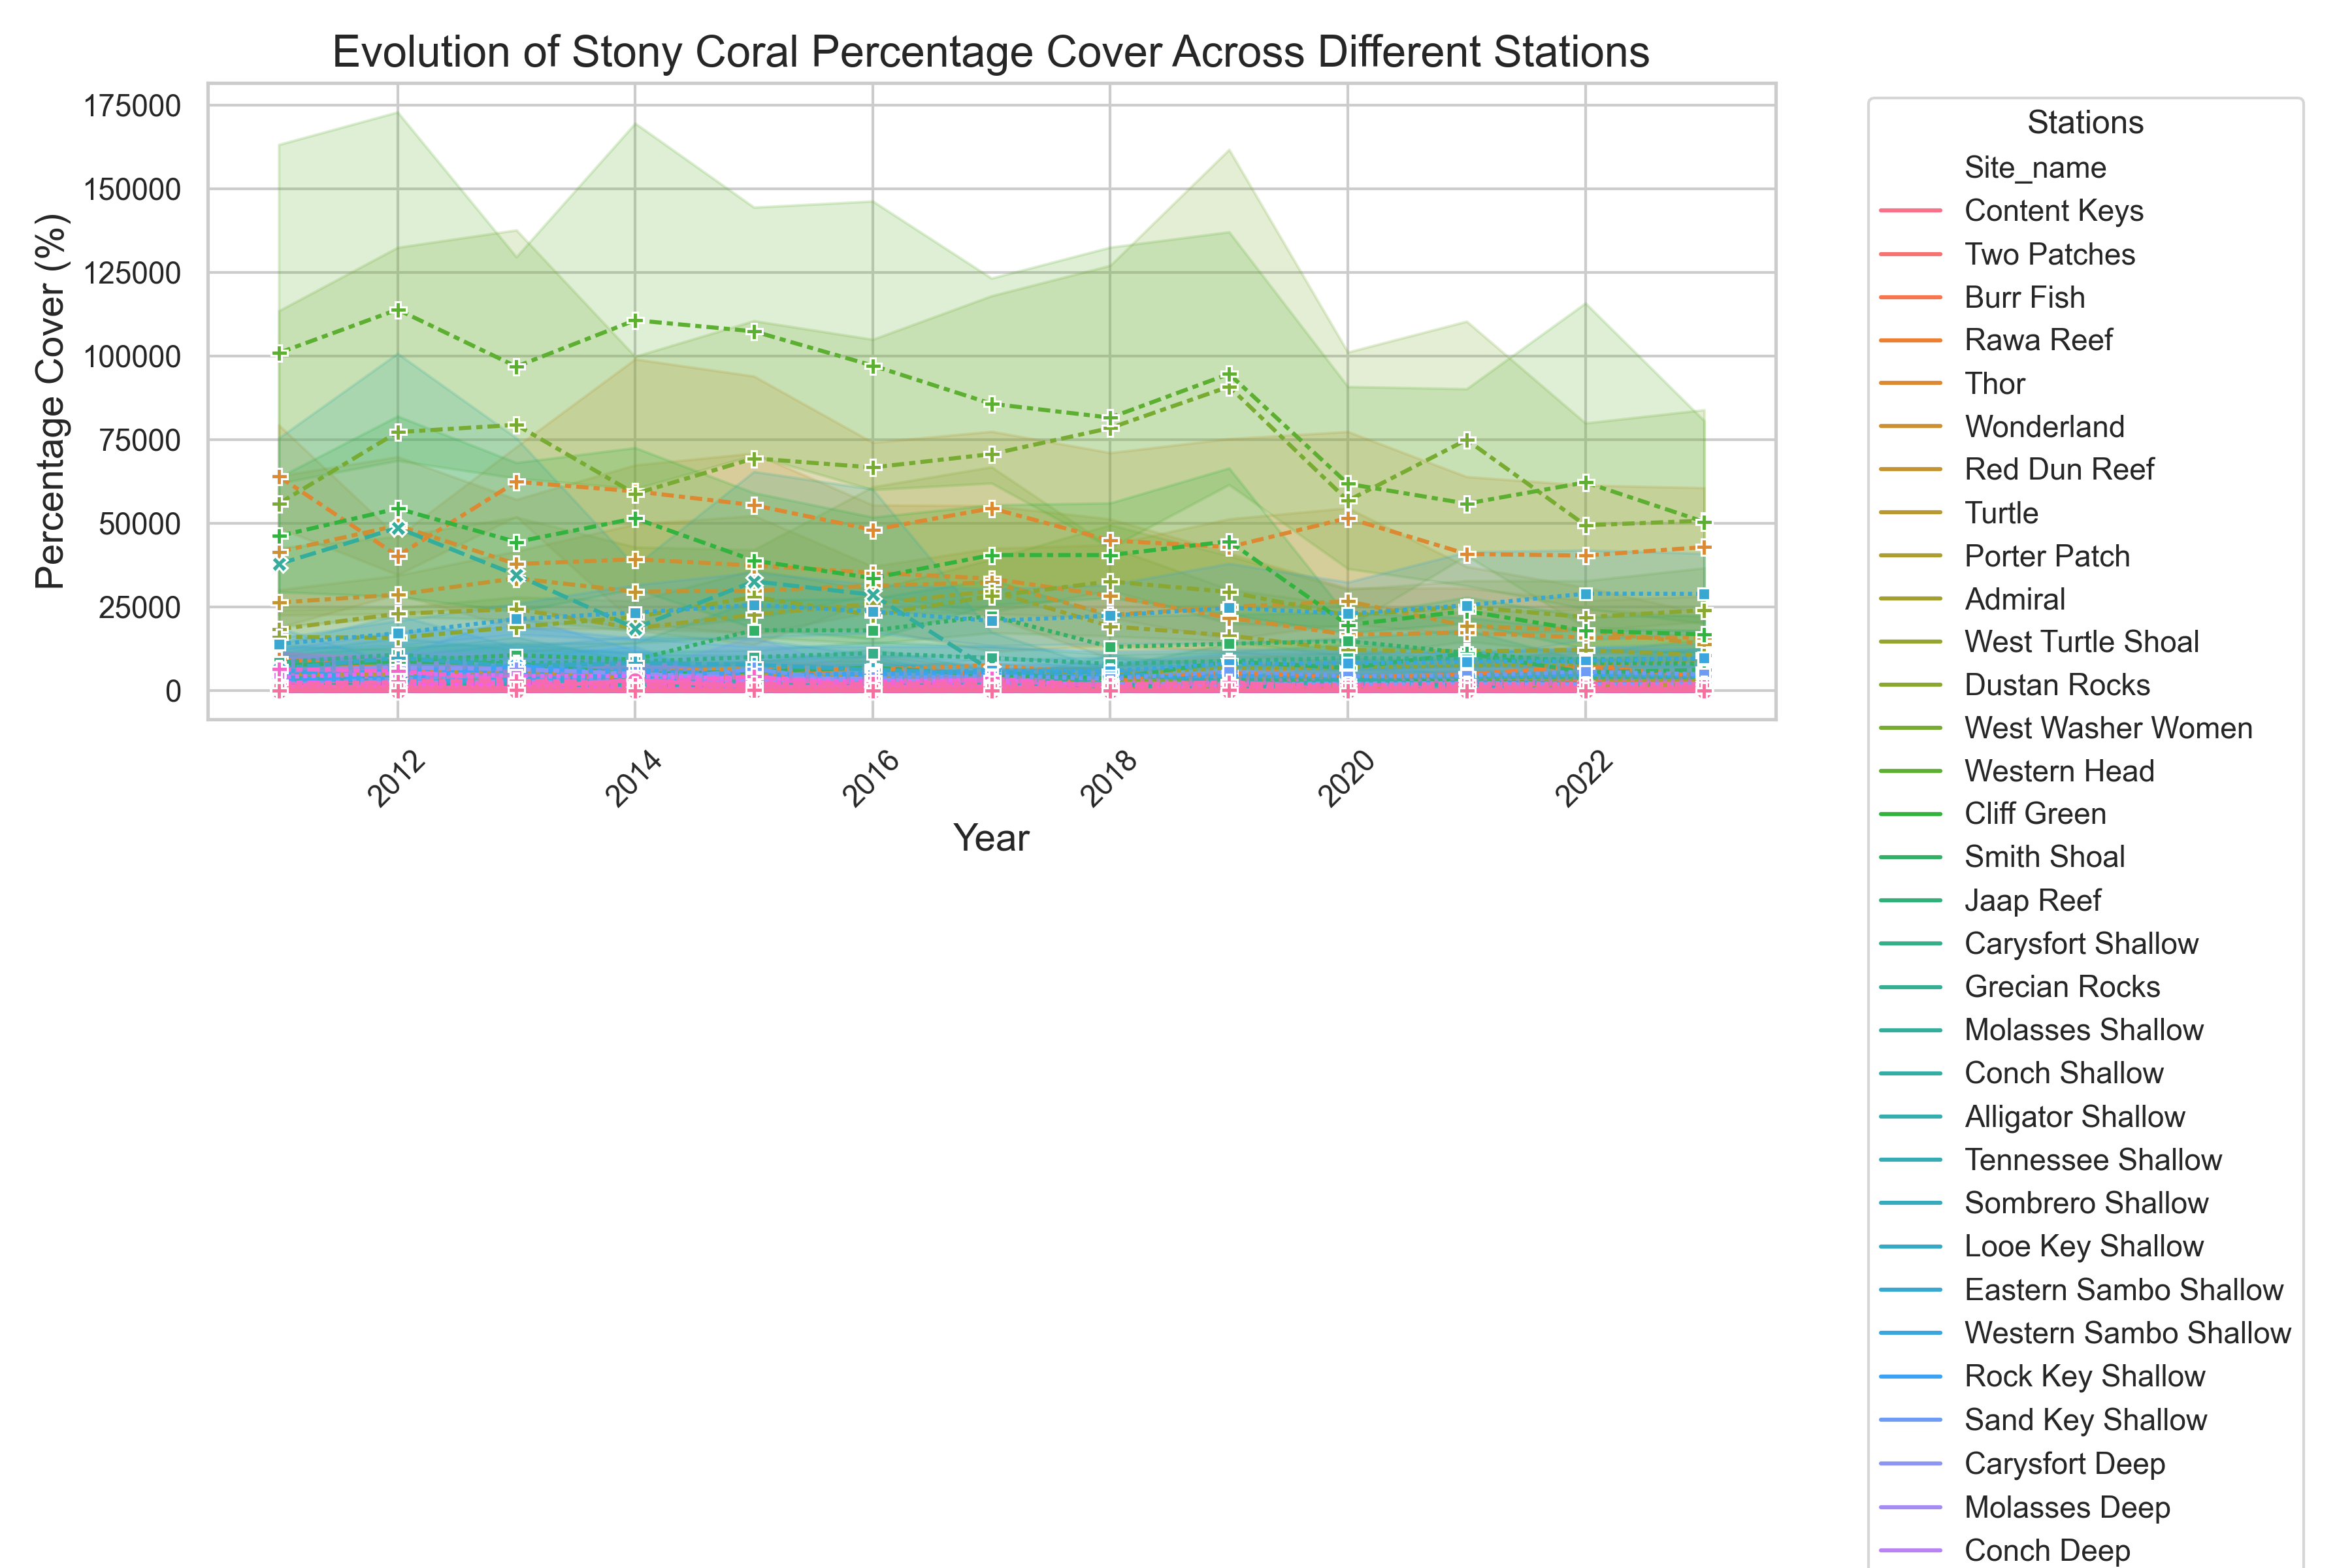 Evolution of Stony Coral Percentage Cover Across Different Stations
Percentage Cover (%)
175000
150000
125000
100000
75000
50000
25000
0
2012
2014
2016
2018
2020
2022
Year
Stations
Site_name
Content Keys
Two Patches
Burr Fish
Rawa Reef
Thor
Wonderland
Red Dun Reef
Turtle
Porter Patch
Admiral
West Turtle Shoal
Dustan Rocks
West Washer Women
Western Head
Cliff Green
Smith Shoal
Jaap Reef
Carysfort Shallow
Grecian Rocks
Molasses Shallow
Conch Shallow
Alligator Shallow
Tennessee Shallow
Sombrero Shallow
Looe Key Shallow
Eastern Sambo Shallow
Western Sambo Shallow
Rock Key Shallow
Sand Key Shallow
Carysfort Deep
Molasses Deep
Conch Deep